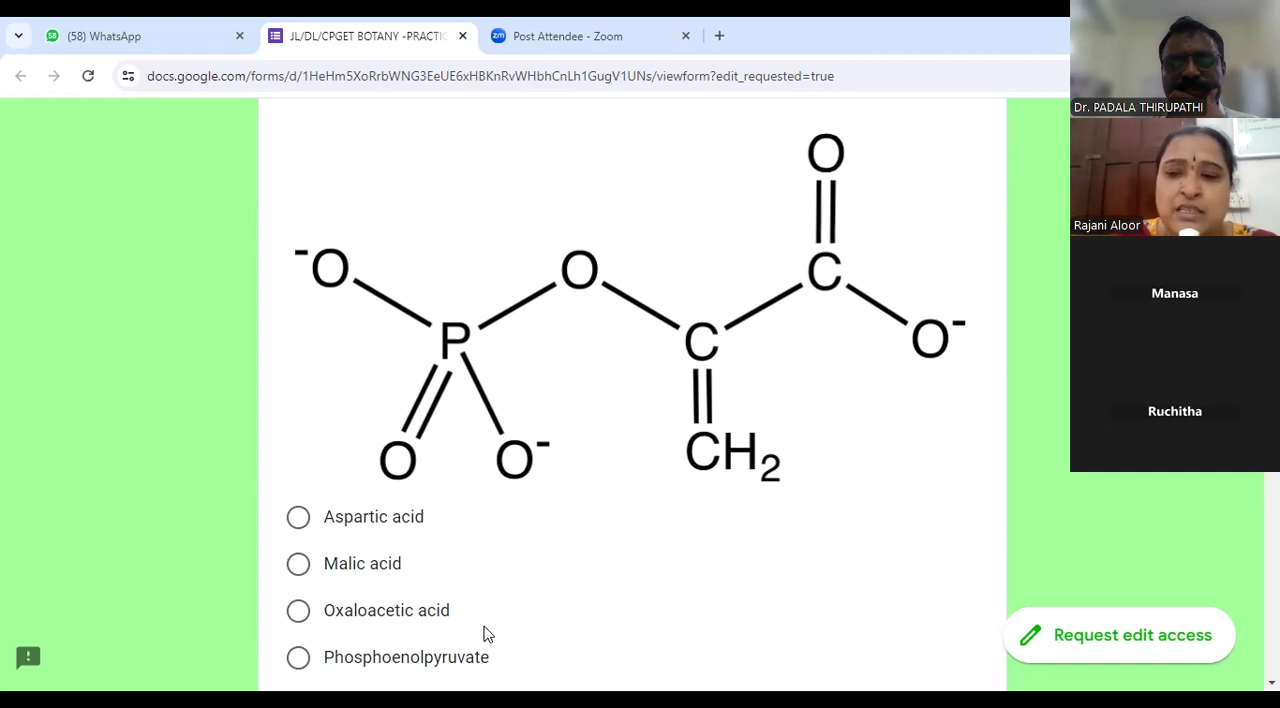 (58) WhatsApp
JL/DL/CPGET BOTANY -PRACTIC
zm
Post Attendee - Zoom
docs.google.com/forms/d/1HeHm5XoRrbWNG3EeUE6xHBKnRvWHbhCnLh1GugV1UNs/viewform?edit_requested=true
Dr. PADALA THIRUPATHI
Rajani Aloor
Manasa
Ruchitha
O
⁻O O C
P C O⁻
O O⁻ CH₂
Aspartic acid
Malic acid
Oxaloacetic acid
Phosphoenolpyruvate
Request edit access